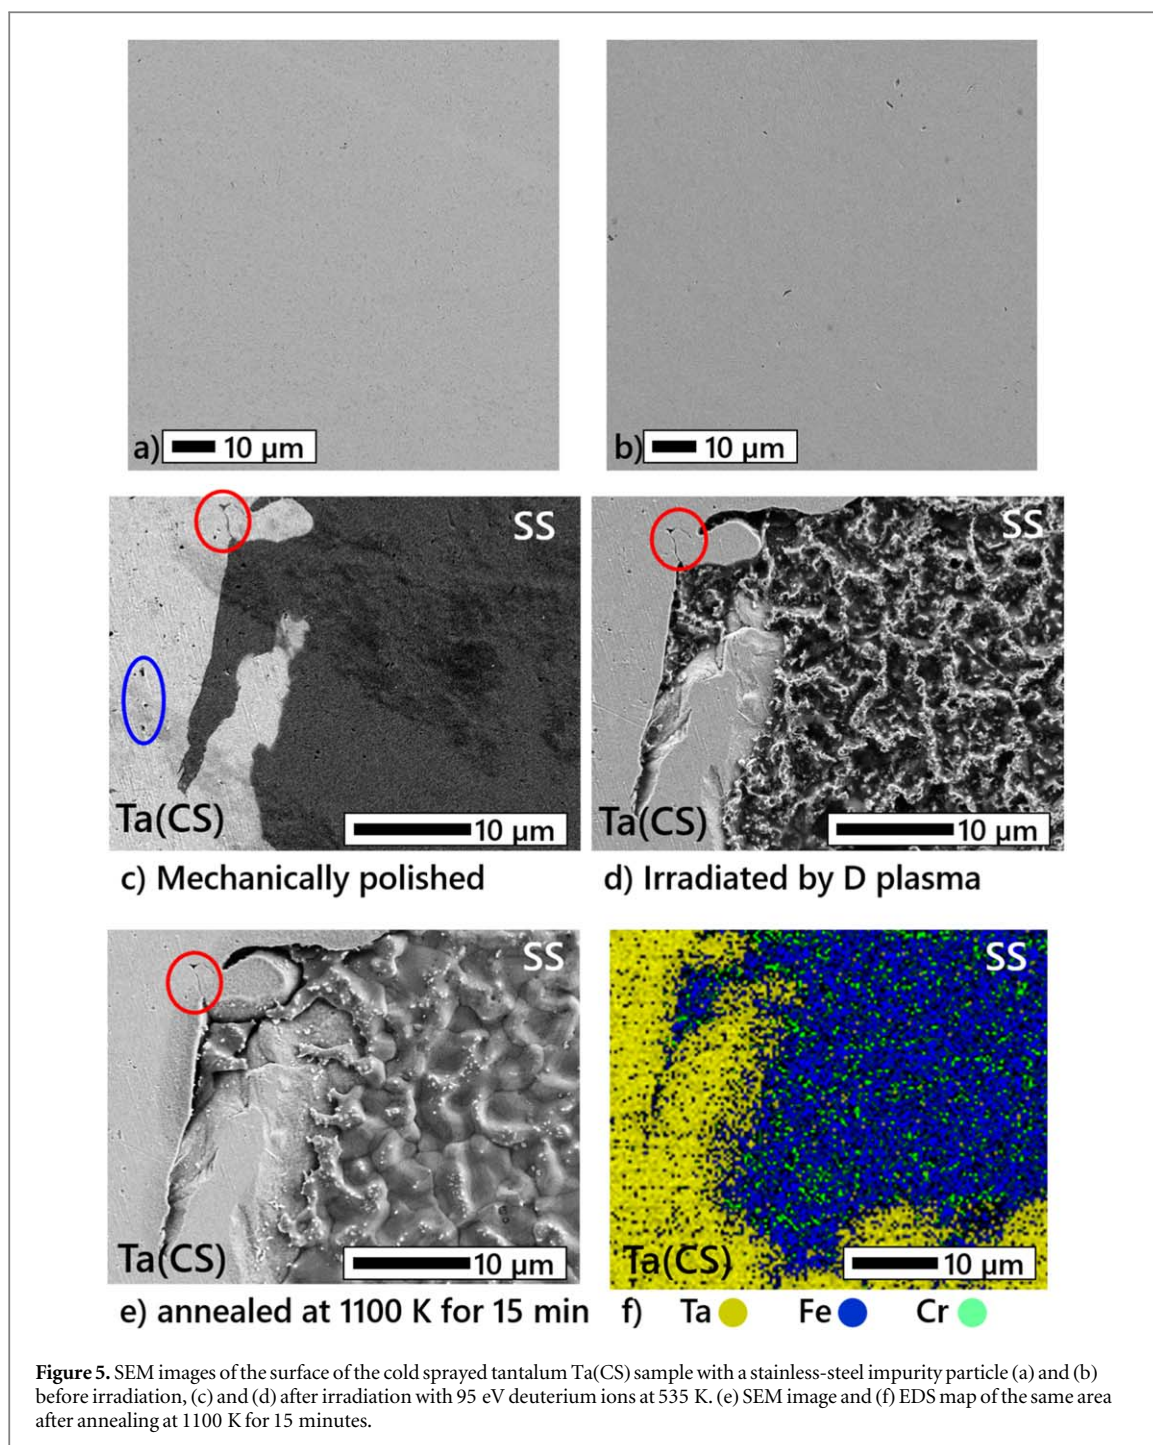 a) 10 µm
b) 10 µm
SS
Ta(CS) 10 µm
c) Mechanically polished
SS
Ta(CS) 10 µm
d) Irradiated by D plasma
SS
Ta(CS) 10 µm
e) annealed at 1100 K for 15 min
SS
Ta(CS) 10 µm
f) Ta Fe Cr
Figure 5. SEM images of the surface of the cold sprayed tantalum Ta(CS) sample with a stainless-steel impurity particle (a) and (b)
before irradiation, (c) and (d) after irradiation with 95 eV deuterium ions at 535 K. (e) SEM image and (f) EDS map of the same area
after annealing at 1100 K for 15 minutes.